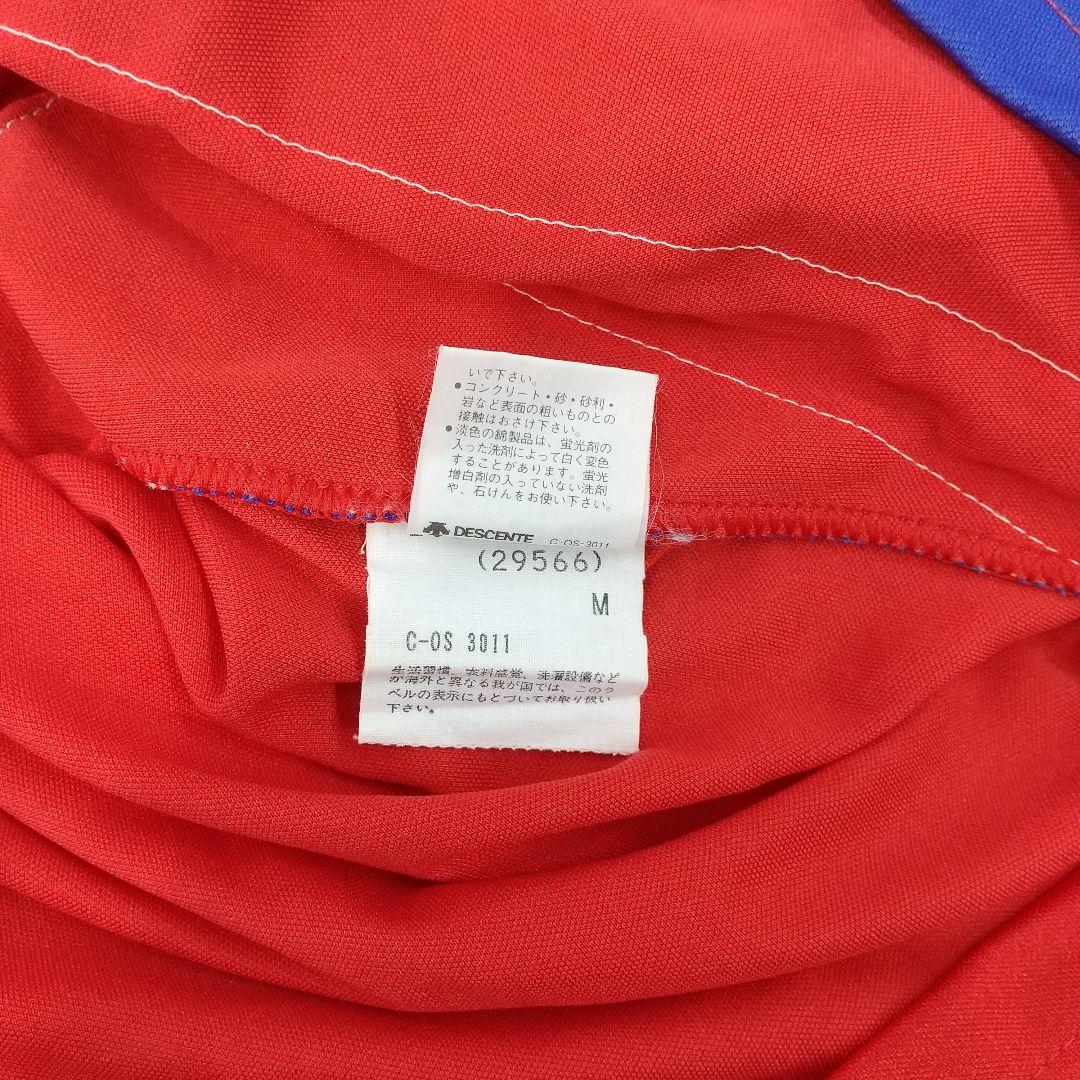 いで下さい。
●コンクリート・砂・砂利・
岩など表面の粗いものとの
接触はおさけ下さい。
●淡色の綿製品は、蛍光剤の
入った洗剤によって白く変色
することがあります。蛍光
増白剤の入っていない洗剤
や、石けんをお使い下さい。
DESCENTE C-OS-3011
(29566)
M
C-OS 3011
生活習慣、衣料感覚、洗濯設備など
が海外と異なる我が国では、このラ
ベルの表示にもとづいてお取り扱い
下さい。